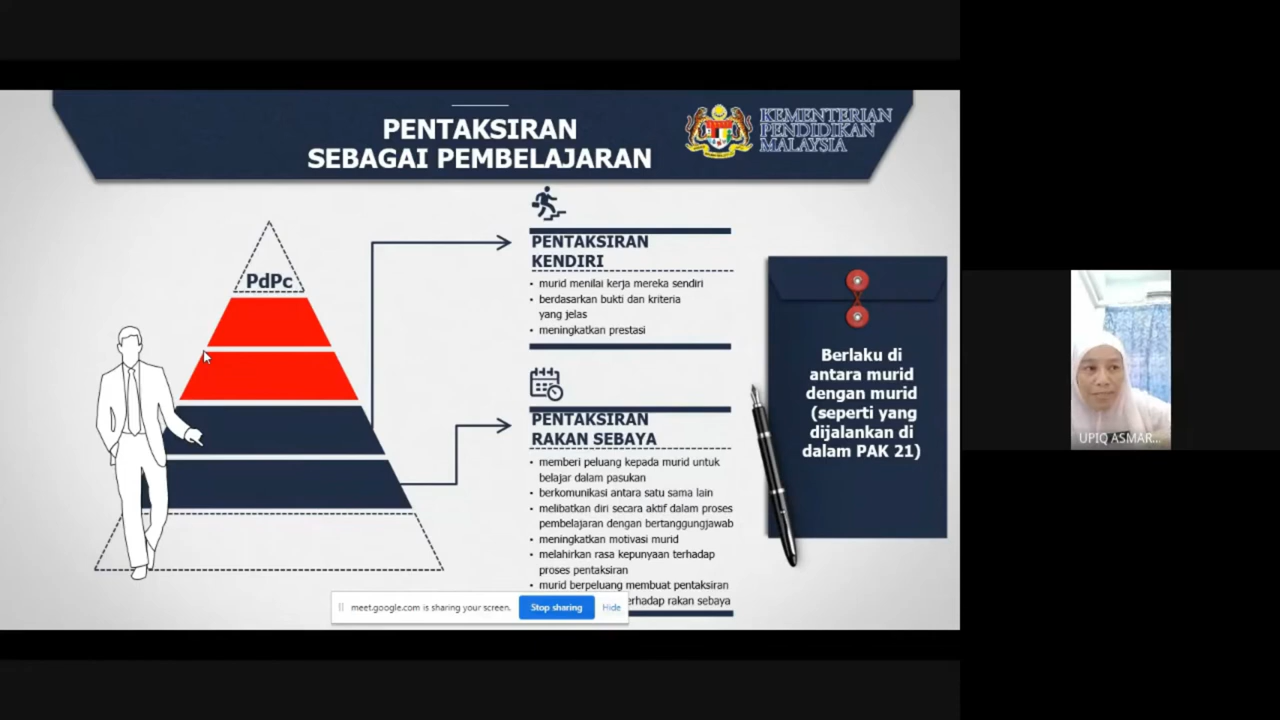 PENTAKSIRAN
SEBAGAI PEMBELAJARAN
KEMENTERIAN
PENDIDIKAN
MALAYSIA
PdPc
PENTAKSIRAN
KENDIRI
• murid menilai kerja mereka sendiri
• berdasarkan bukti dan kriteria
yang jelas
• meningkatkan prestasi
PENTAKSIRAN
RAKAN SEBAYA
• memberi peluang kepada murid untuk
belajar dalam pasukan
• berkomunikasi antara satu sama lain
• melibatkan diri secara aktif dalam proses
pembelajaran dengan bertanggungjawab
• meningkatkan motivasi murid
• melahirkan rasa kepunyaan terhadap
proses pentaksiran
• murid berpeluang membuat pentaksiran
erhadap rakan sebaya
Berlaku di
antara murid
dengan murid
(seperti yang
dijalankan di
dalam PAK 21)
meet.google.com is sharing your screen.
Stop sharing
Hide
UPIQ ASMAR...